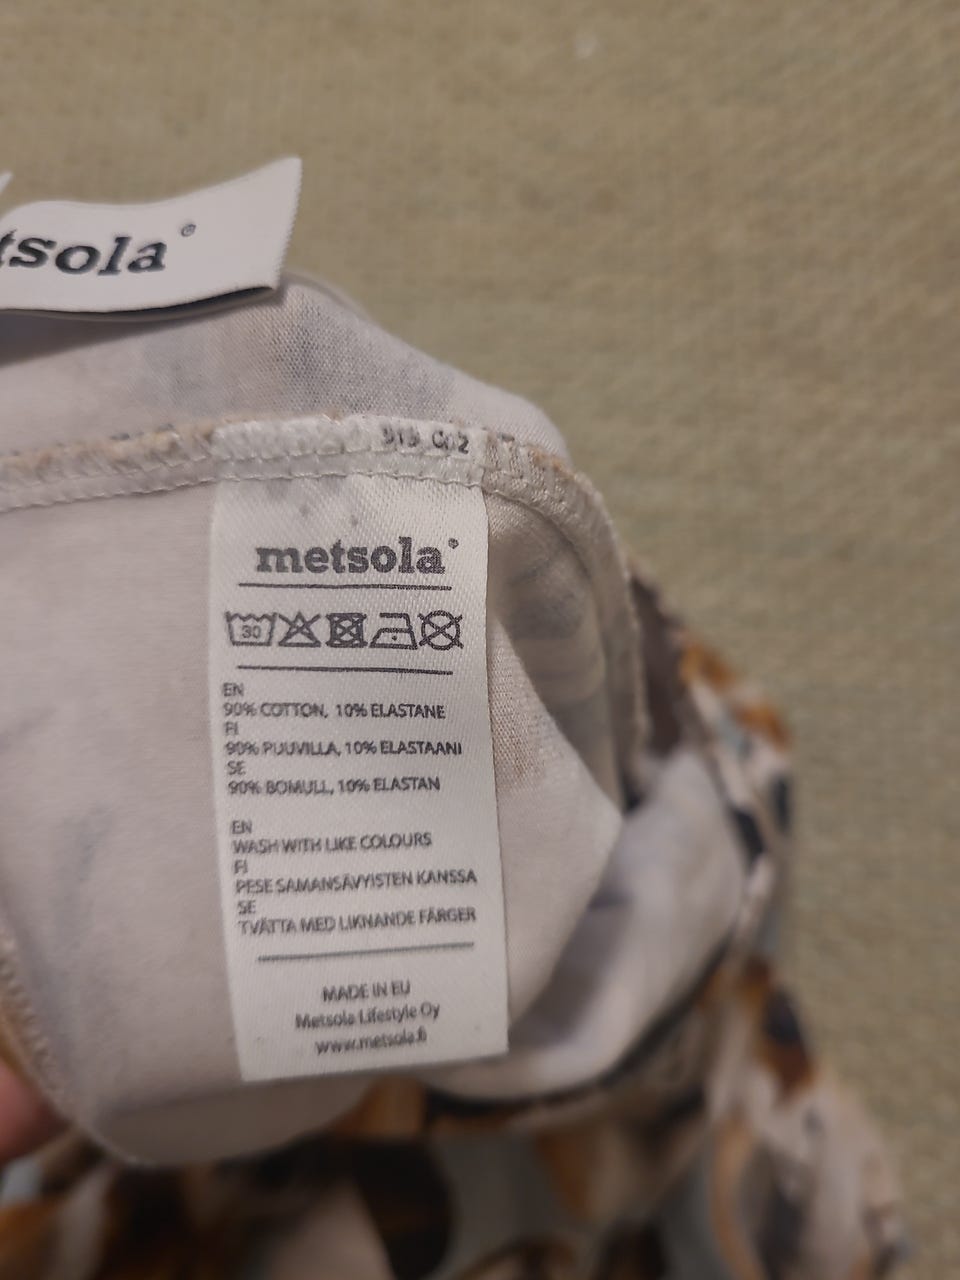 tsola®
metsola®
30
EN
90% COTTON, 10% ELASTANE
FI
90% PUUVILLA, 10% ELASTAANI
SE
90% BOMULL, 10% ELASTAN
EN
WASH WITH LIKE COLOURS
FI
PESE SAMANSÄVYISTEN KANSSA
SE
TVÄTTA MED LIKNANDE FÄRGER
MADE IN EU
Metsola Lifestyle Oy
www.metsola.fi